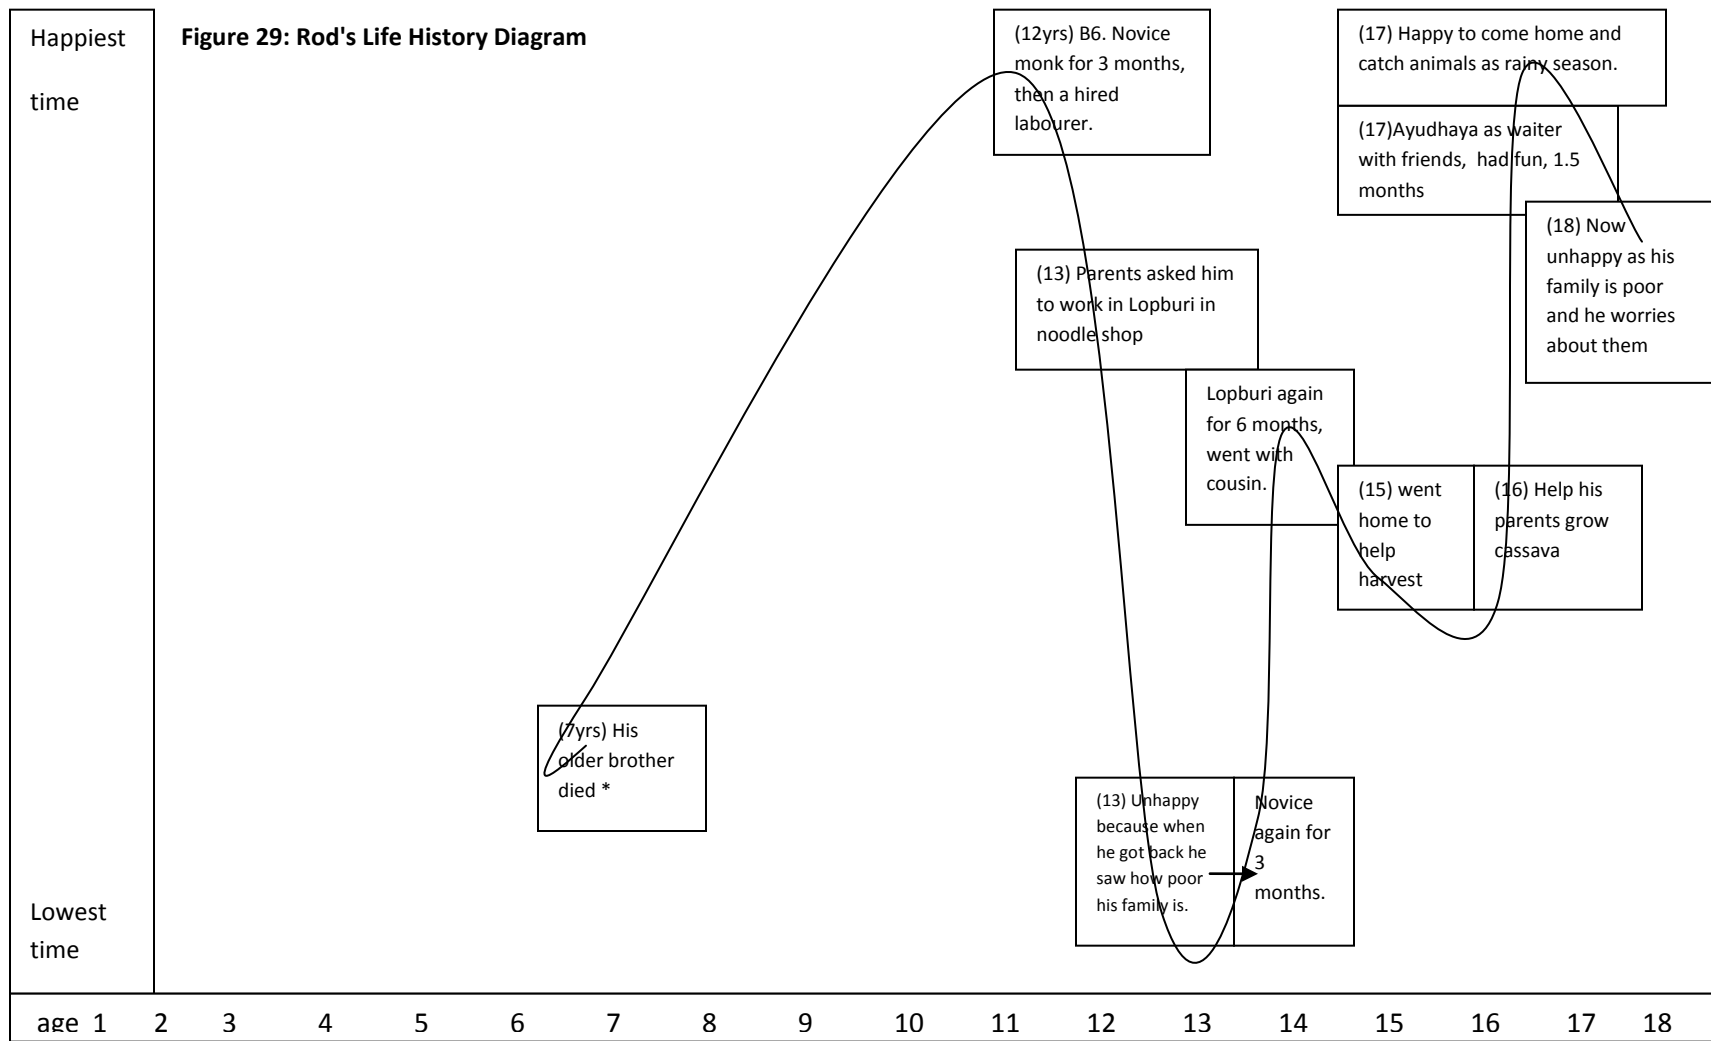 Happiest
time
Figure 29: Rod's Life History Diagram
(12yrs) B6. Novice
monk for 3 months,
then a hired
labourer.
(17) Happy to come home and
catch animals as rainy season.
(17)Ayudhaya as waiter
with friends,  had fun, 1.5
months
(18) Now
unhappy as his
family is poor
and he worries
about them
(13) Parents asked him
to work in Lopburi in
noodle shop
Lopburi again
for 6 months,
went with
cousin.
(15) went
home to
help
harvest
(16) Help his
parents grow
cassava
(7yrs) His
older brother
died *
(13) Unhappy
because when
he got back he
saw how poor
his family is.
Novice
again for
3
months.
Lowest
time
age 1 2 3 4 5 6 7 8 9 10 11 12 13 14 15 16 17 18